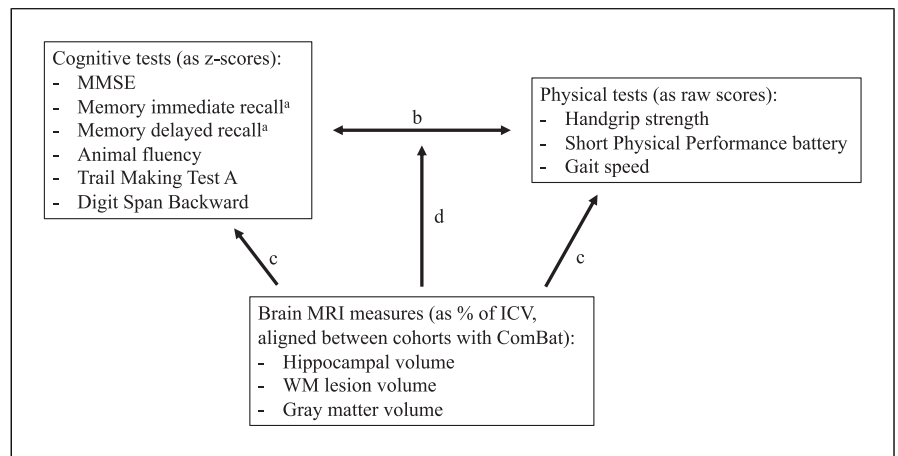 Cognitive tests (as z-scores):
- MMSE
- Memory immediate recallᵃ
- Memory delayed recallᵃ
- Animal fluency
- Trail Making Test A
- Digit Span Backward
b
Physical tests (as raw scores):
- Handgrip strength
- Short Physical Performance battery
- Gait speed
c
d
c
Brain MRI measures (as % of ICV,
aligned between cohorts with ComBat):
- Hippocampal volume
- WM lesion volume
- Gray matter volume